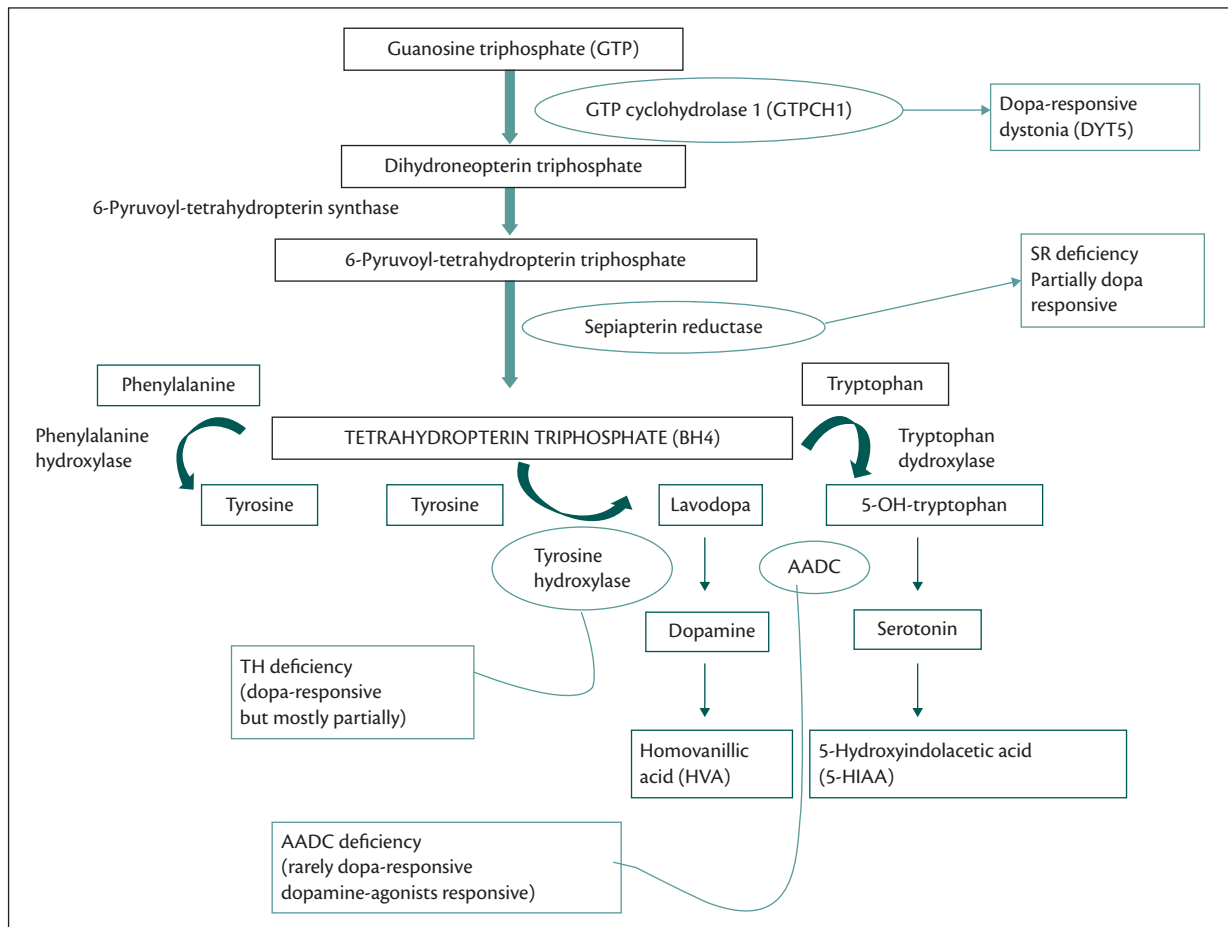 Guanosine triphosphate (GTP)
GTP cyclohydrolase 1 (GTPCH1)
Dopa-responsive
dystonia (DYT5)
Dihydroneopterin triphosphate
6-Pyruvoyl-tetrahydropterin synthase
6-Pyruvoyl-tetrahydropterin triphosphate
SR deficiency
Partially dopa
responsive
Sepiapterin reductase
Phenylalanine
Tryptophan
Phenylalanine
hydroxylase
TETRAHYDROPTERIN TRIPHOSPHATE (BH4)
Tryptophan
dydroxylase
Tyrosine
Tyrosine
Lavodopa
5-OH-tryptophan
Tyrosine
hydroxylase
AADC
Dopamine
Serotonin
TH deficiency
(dopa-responsive
but mostly partially)
Homovanillic
acid (HVA)
5-Hydroxyindolacetic acid
(5-HIAA)
AADC deficiency
(rarely dopa-responsive
dopamine-agonists responsive)